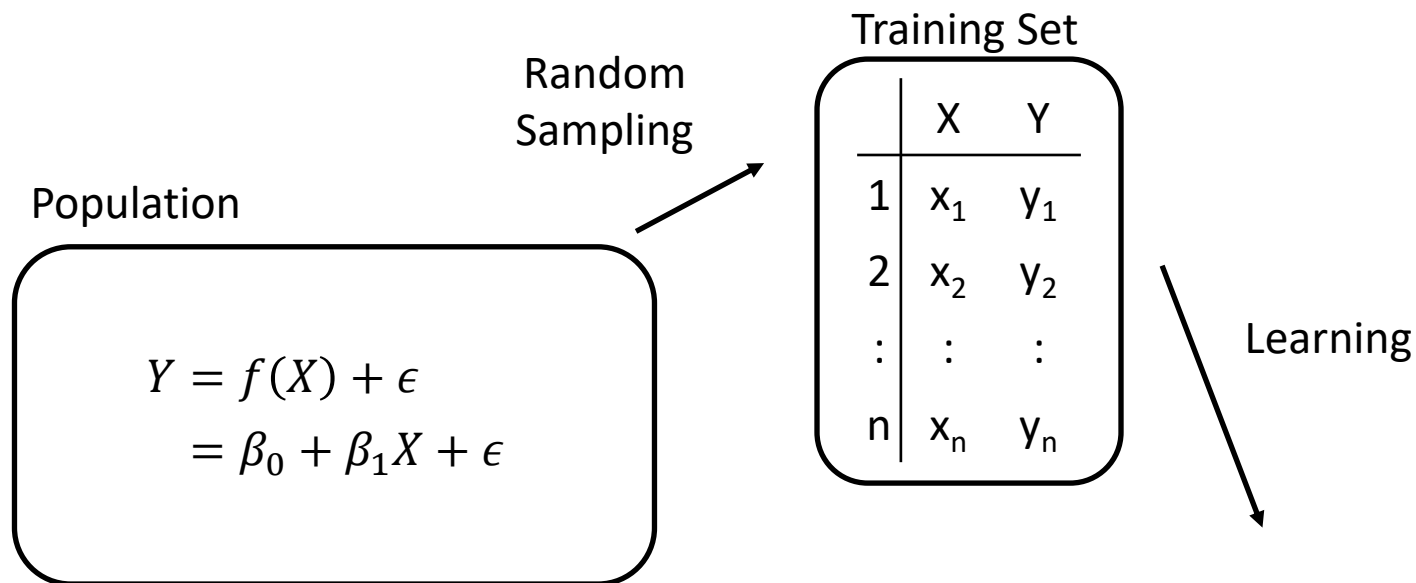 Training Set
Random
Sampling
X Y
Population
1 x₁ y₁
2 x₂ y₂
: : :
n xₙ yₙ
Learning
Y = f(X) + ϵ
= β₀ + β₁X + ϵ